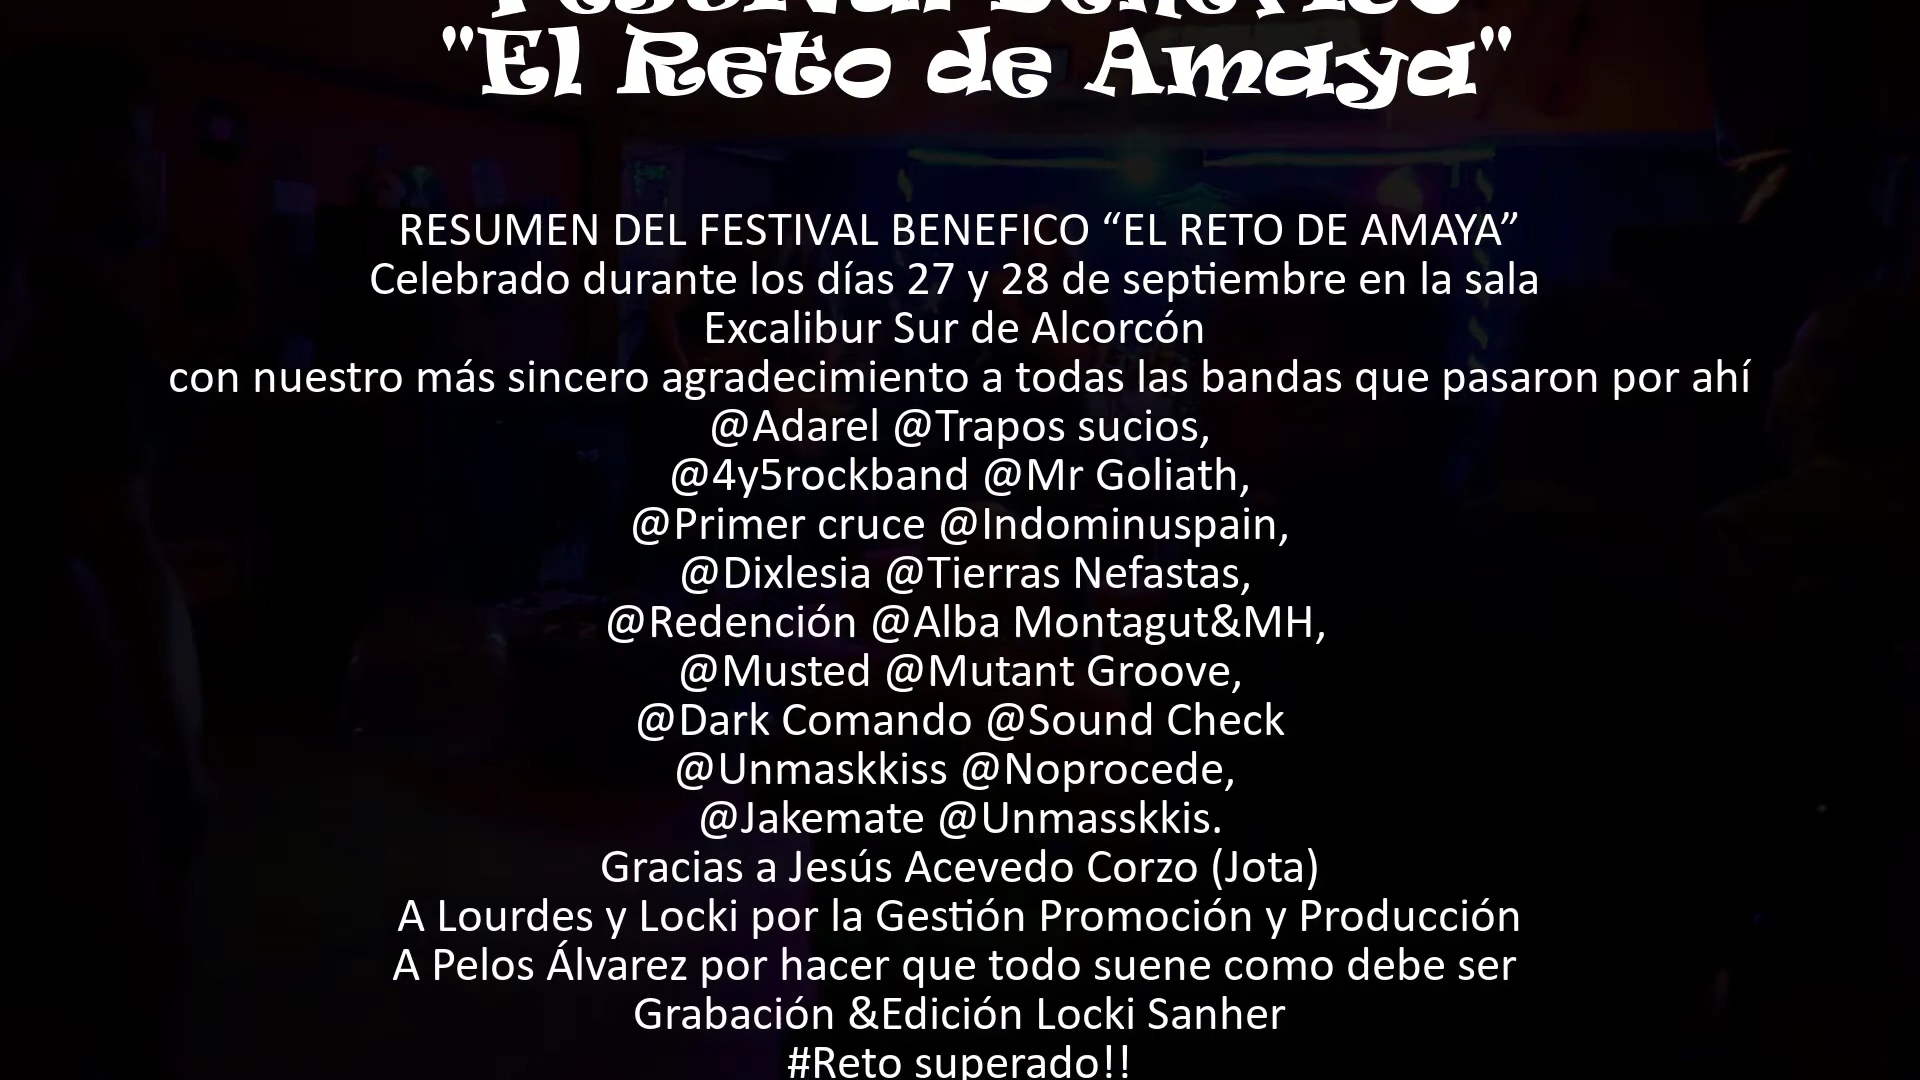 Festival Benéfico
"El Reto de Amaya"
RESUMEN DEL FESTIVAL BENEFICO “EL RETO DE AMAYA”
Celebrado durante los días 27 y 28 de septiembre en la sala
Excalibur Sur de Alcorcón
con nuestro más sincero agradecimiento a todas las bandas que pasaron por ahí
@Adarel @Trapos sucios,
@4y5rockband @Mr Goliath,
@Primer cruce @Indominuspain,
@Dixlesia @Tierras Nefastas,
@Redención @Alba Montagut&MH,
@Musted @Mutant Groove,
@Dark Comando @Sound Check
@Unmaskkiss @Noprocede,
@Jakemate @Unmasskkis.
Gracias a Jesús Acevedo Corzo (Jota)
A Lourdes y Locki por la Gestión Promoción y Producción
A Pelos Álvarez por hacer que todo suene como debe ser
Grabación &Edición Locki Sanher
#Reto superado!!